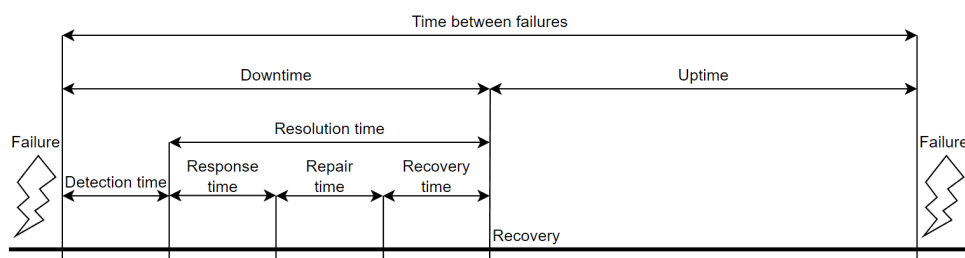 Time between failures
Downtime
Uptime
Resolution time
Failure
Failure
Response
time
Repair
time
Recovery
time
Detection time
Recovery